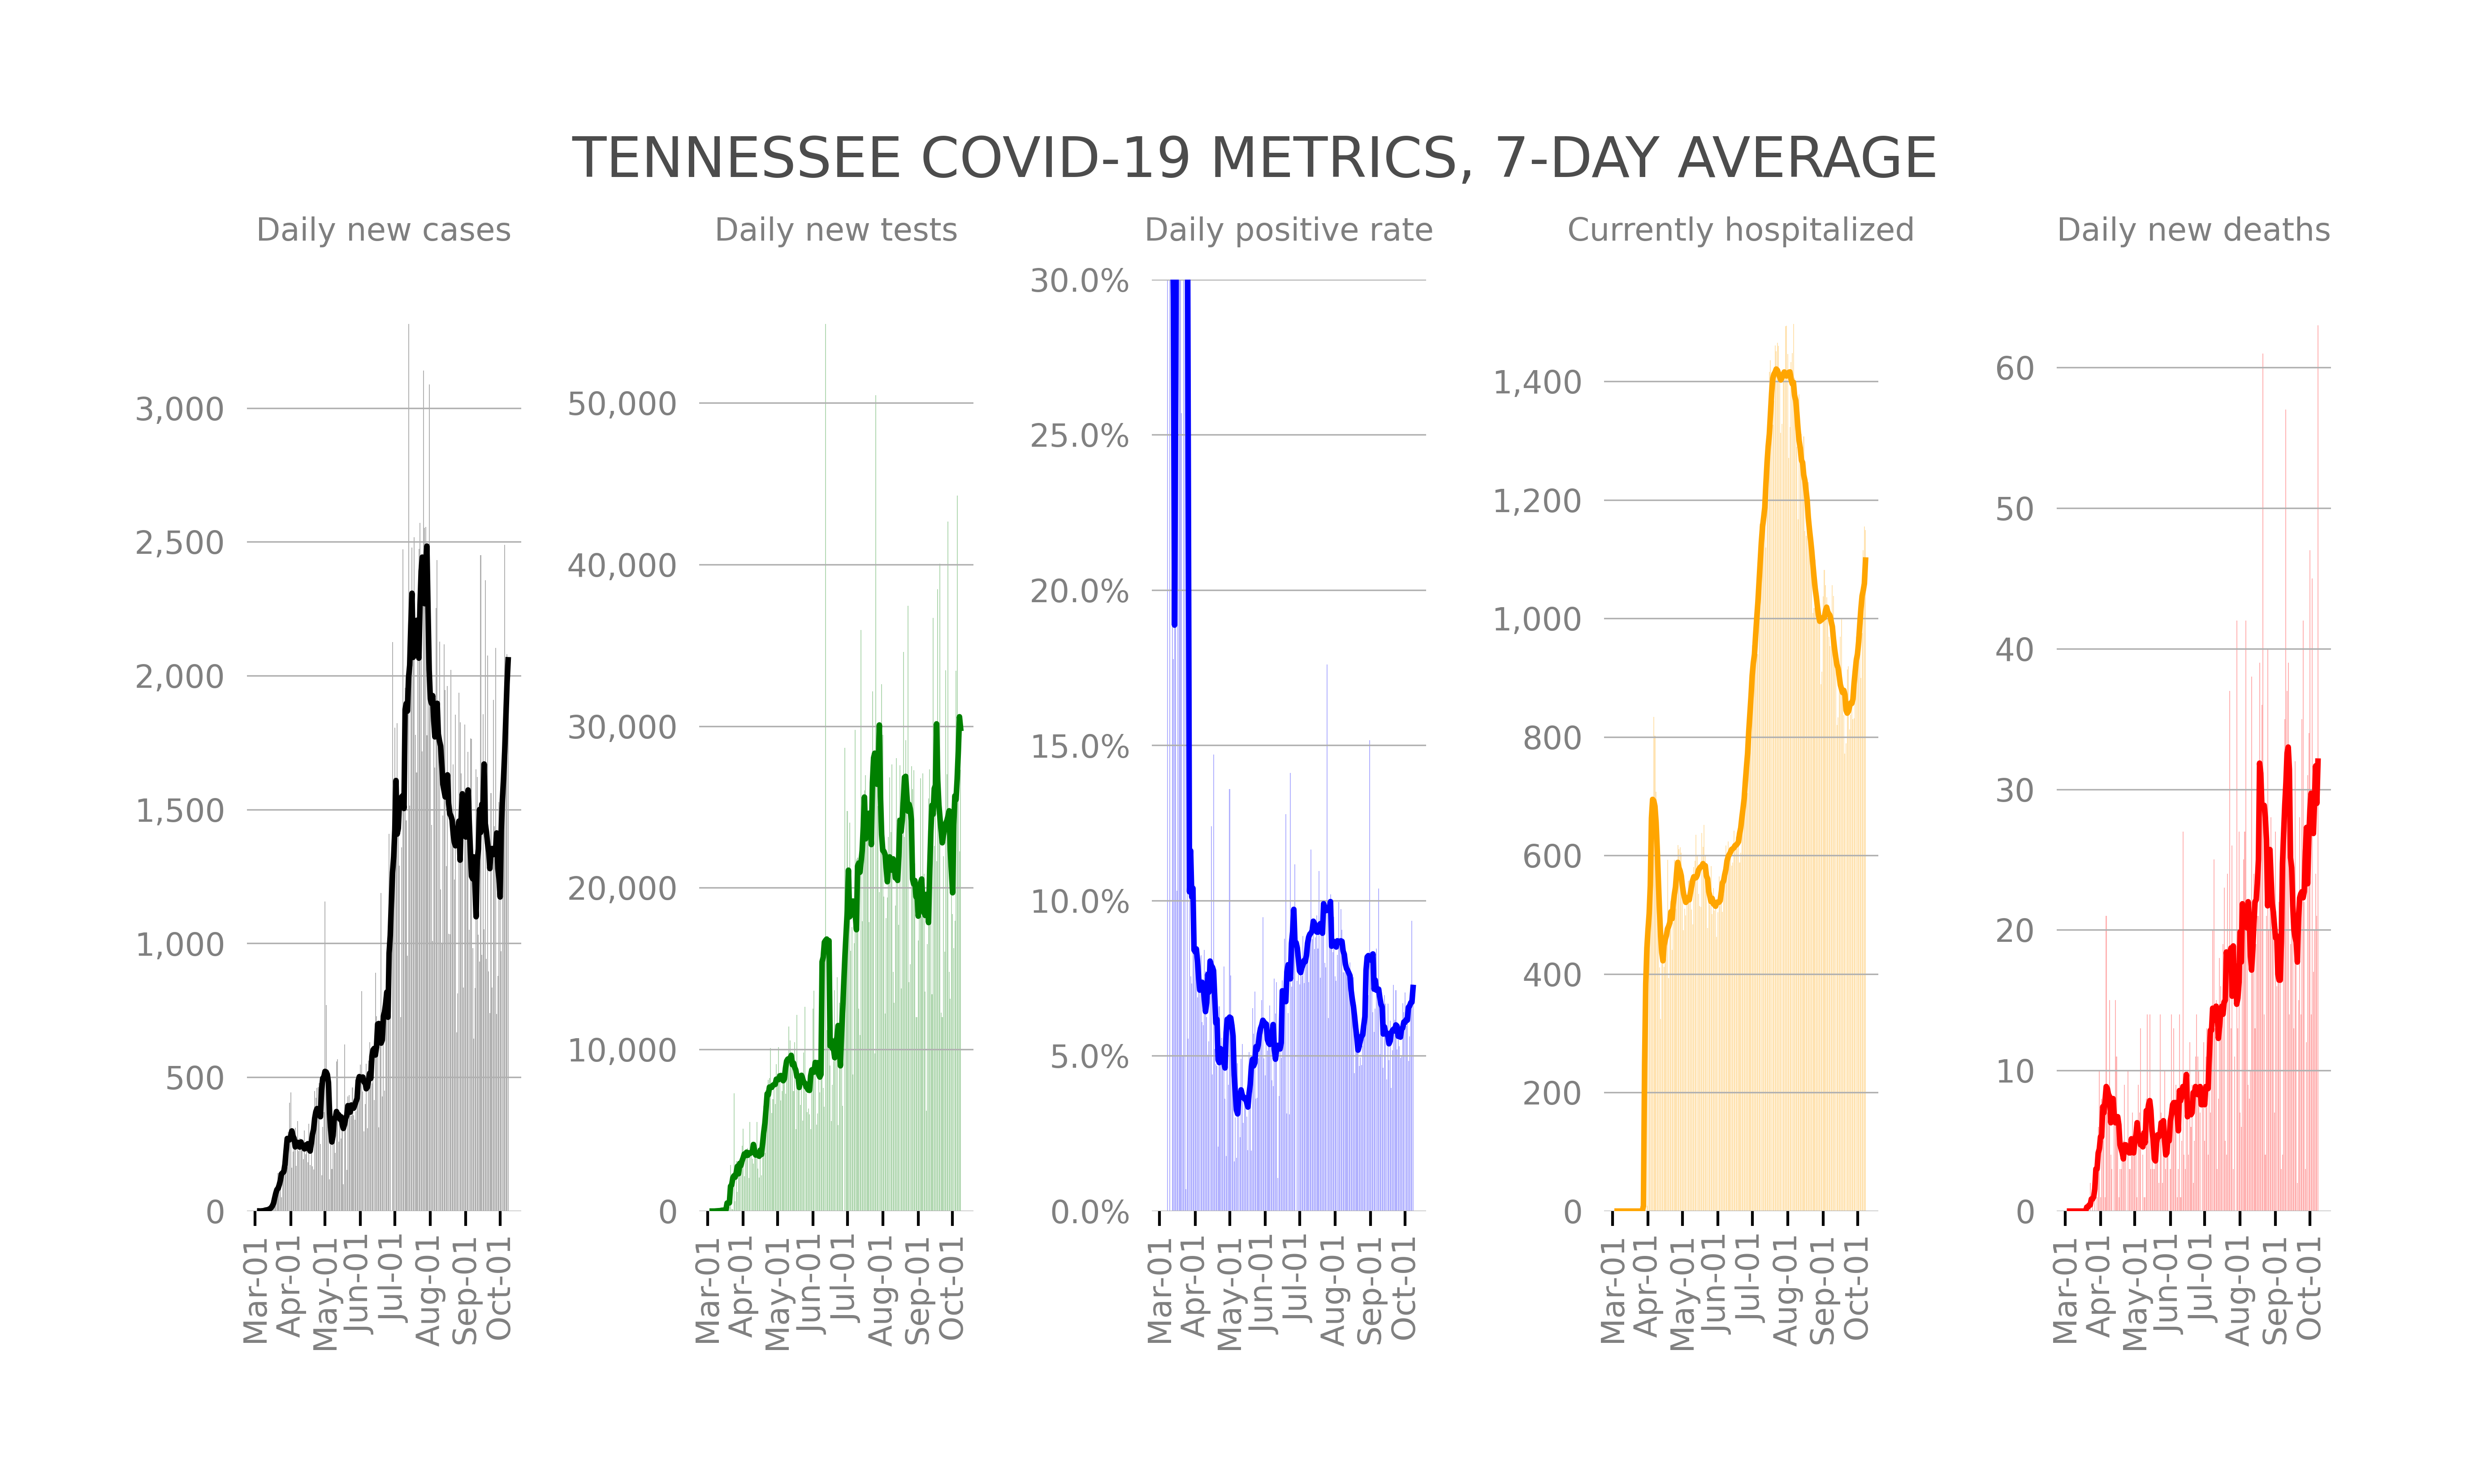 TENNESSEE COVID-19 METRICS, 7-DAY AVERAGE
Daily new cases
3,000
2,500
2,000
1,500
1,000
500
0
Mar-01
Apr-01
May-01
Jun-01
Jul-01
Aug-01
Sep-01
Oct-01
Daily new tests
50,000
40,000
30,000
20,000
10,000
0
Mar-01
Apr-01
May-01
Jun-01
Jul-01
Aug-01
Sep-01
Oct-01
Daily positive rate
30.0%
25.0%
20.0%
15.0%
10.0%
5.0%
0.0%
Mar-01
Apr-01
May-01
Jun-01
Jul-01
Aug-01
Sep-01
Oct-01
Currently hospitalized
1,400
1,200
1,000
800
600
400
200
0
Mar-01
Apr-01
May-01
Jun-01
Jul-01
Aug-01
Sep-01
Oct-01
Daily new deaths
60
50
40
30
20
10
0
Mar-01
Apr-01
May-01
Jun-01
Jul-01
Aug-01
Sep-01
Oct-01